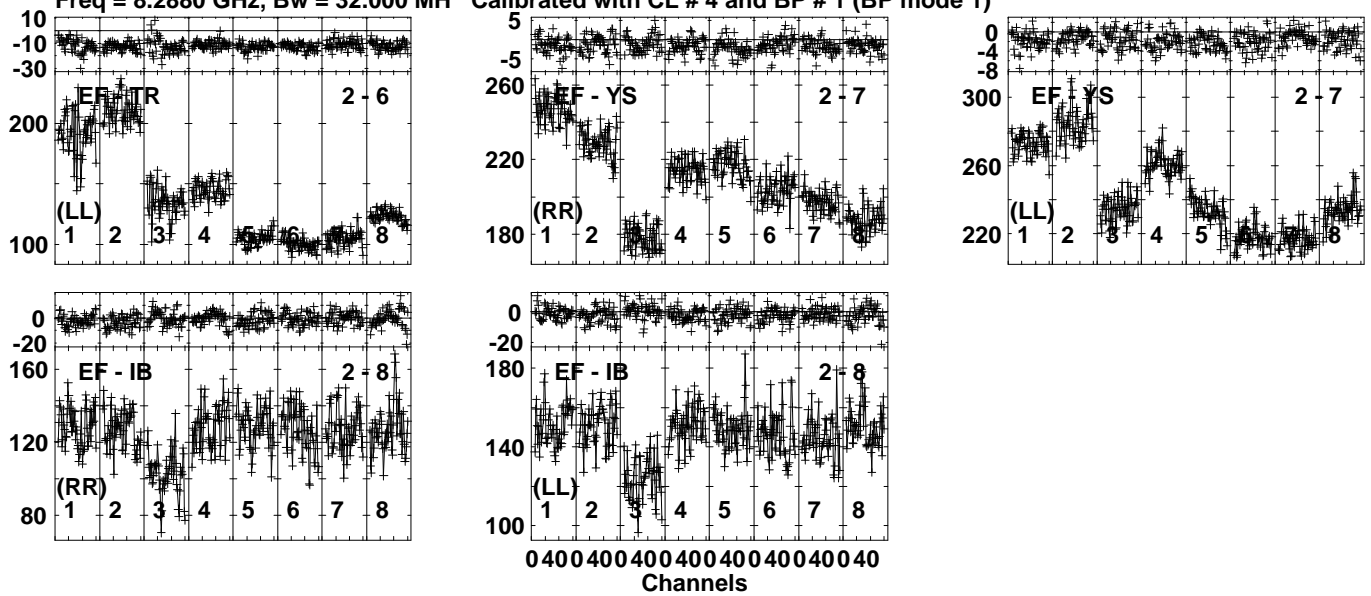 Freq = 8.2880 GHz, Bw = 32.000 MH Calibrated with CL # 4 and BP # 1 (BP mode 1)
10
-10
-30
200
100
EF - TR
2 - 6
(LL)
1 2 3 4 5 6 7 8
5
-5
260
220
180
EF - YS
2 - 7
(RR)
1 2 3 4 5 6 7 8
0
-4
-8
300
260
220
EF - YS
2 - 7
(LL)
1 2 3 4 5 6 7 8
0
-20
160
120
80
EF - IB
2 - 8
(RR)
1 2 3 4 5 6 7 8
0
-20
180
140
100
EF - IB
2 - 8
(LL)
1 2 3 4 5 6 7 8
0 40 0 40 0 40 0 40 0 40 0 40 0 40 0 40
Channels